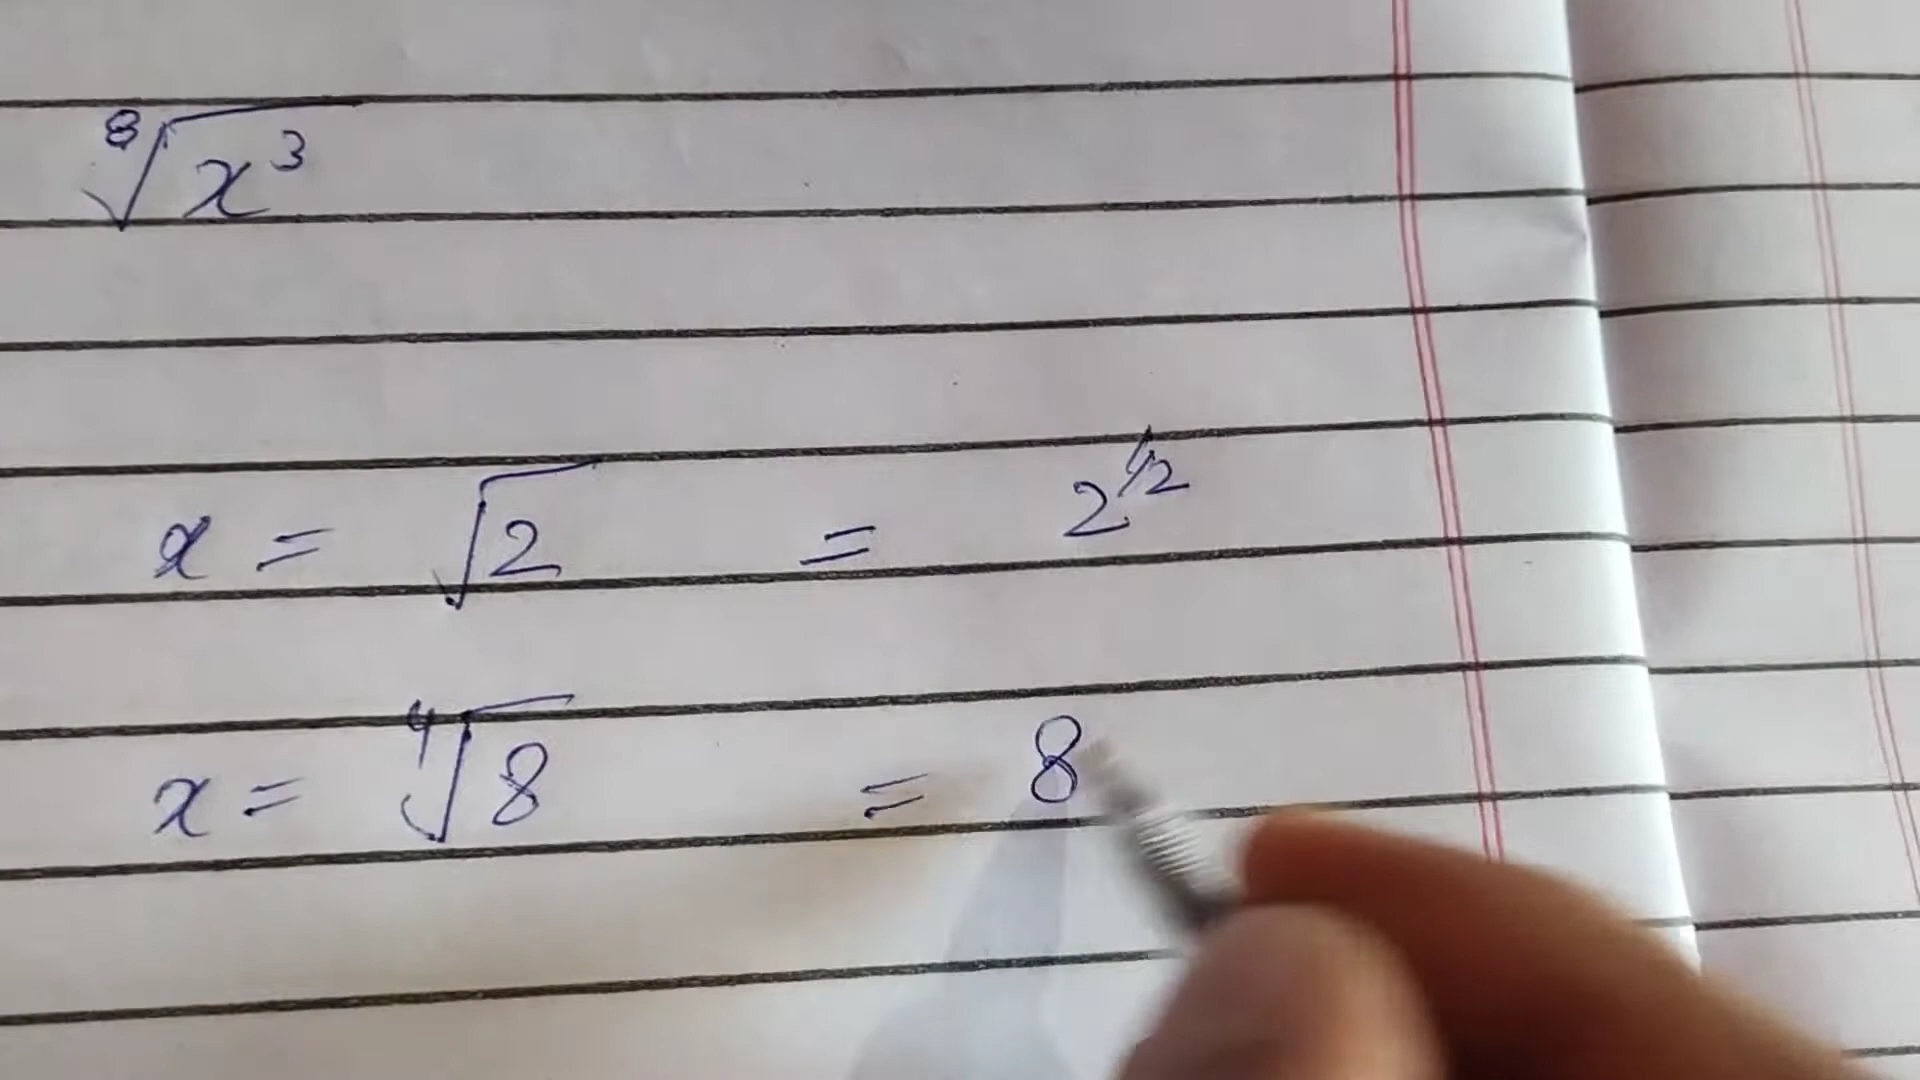 ⁸√x³
x = √2 = 2^1/2
x = ⁴√8 = 8